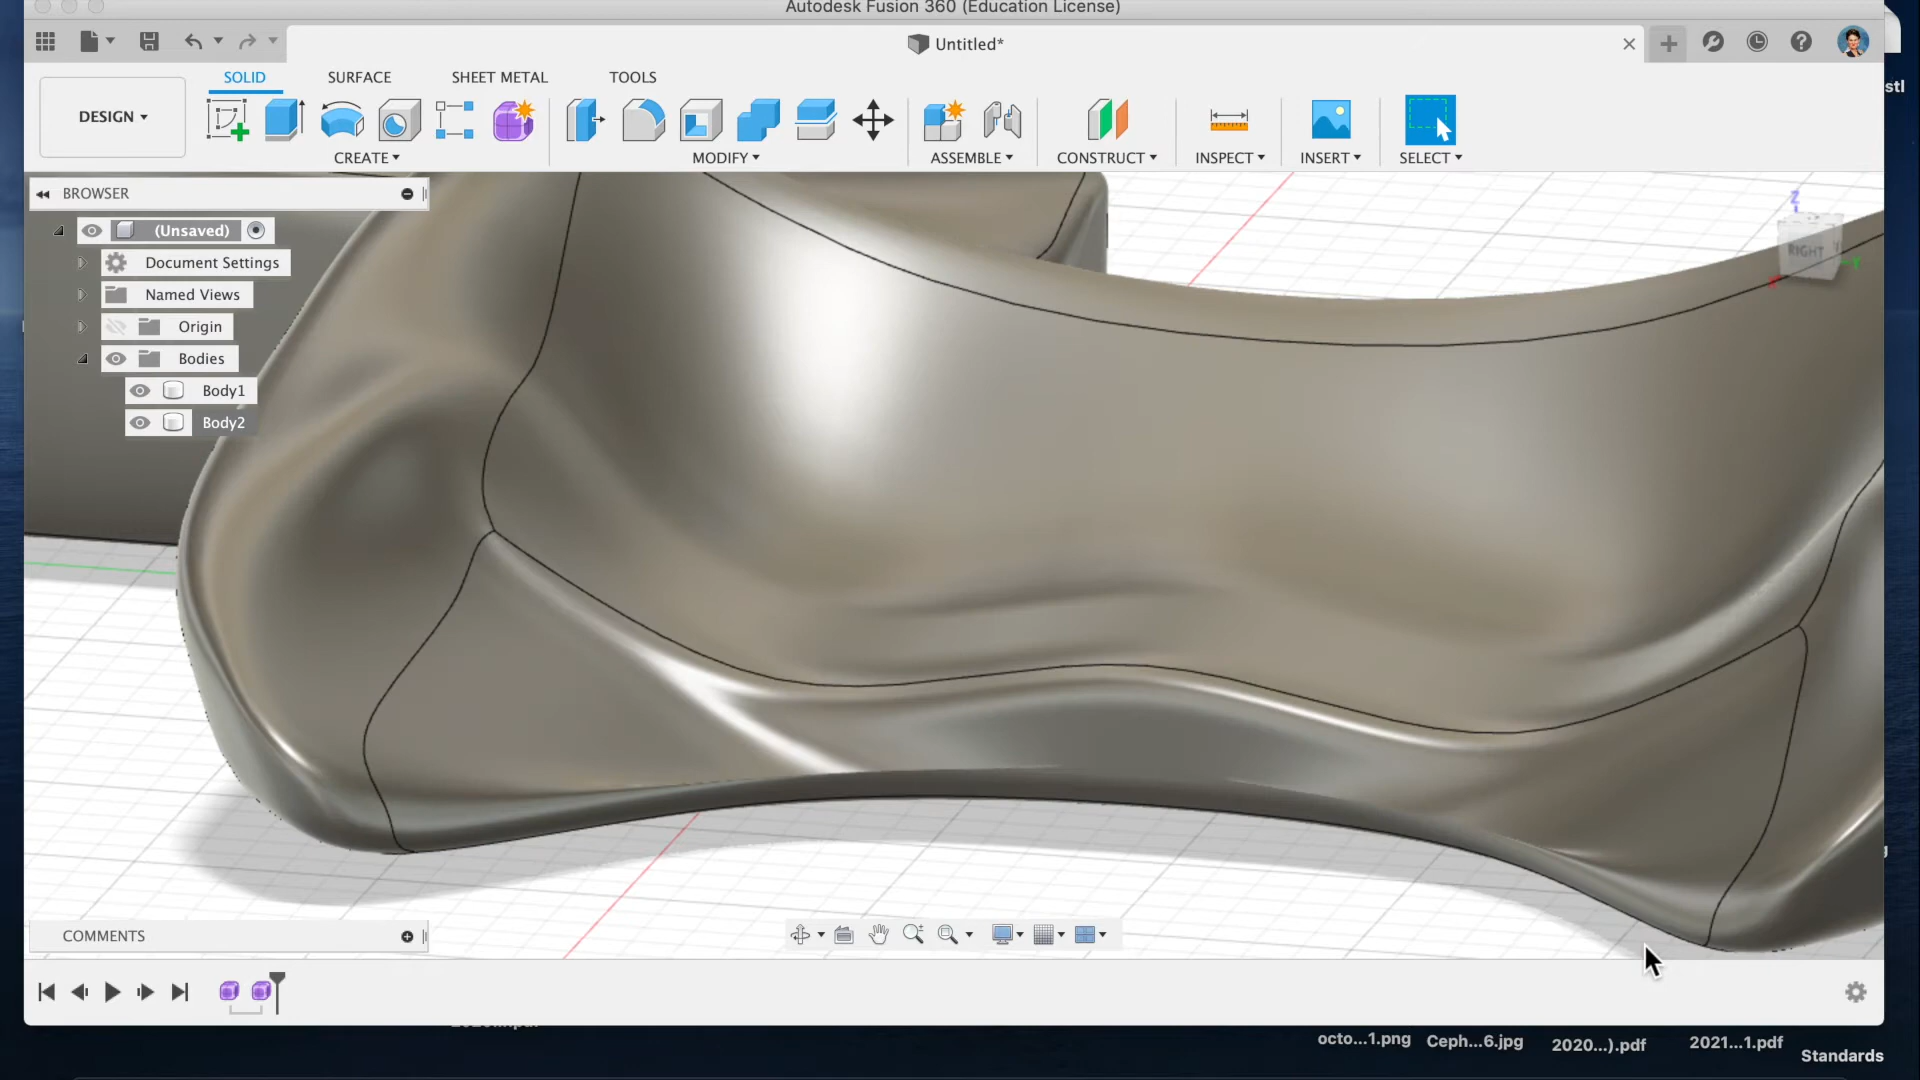 Autodesk Fusion 360 (Education License)
Untitled*
SOLID SURFACE SHEET METAL TOOLS
DESIGN
CREATE MODIFY ASSEMBLE CONSTRUCT INSPECT INSERT SELECT
stl
BROWSER
(Unsaved)
Document Settings
Named Views
Origin
Bodies
Body1
Body2
Z
RIGHT
COMMENTS
octo...1.png Ceph...6.jpg 2020...).pdf 2021...1.pdf
Standards